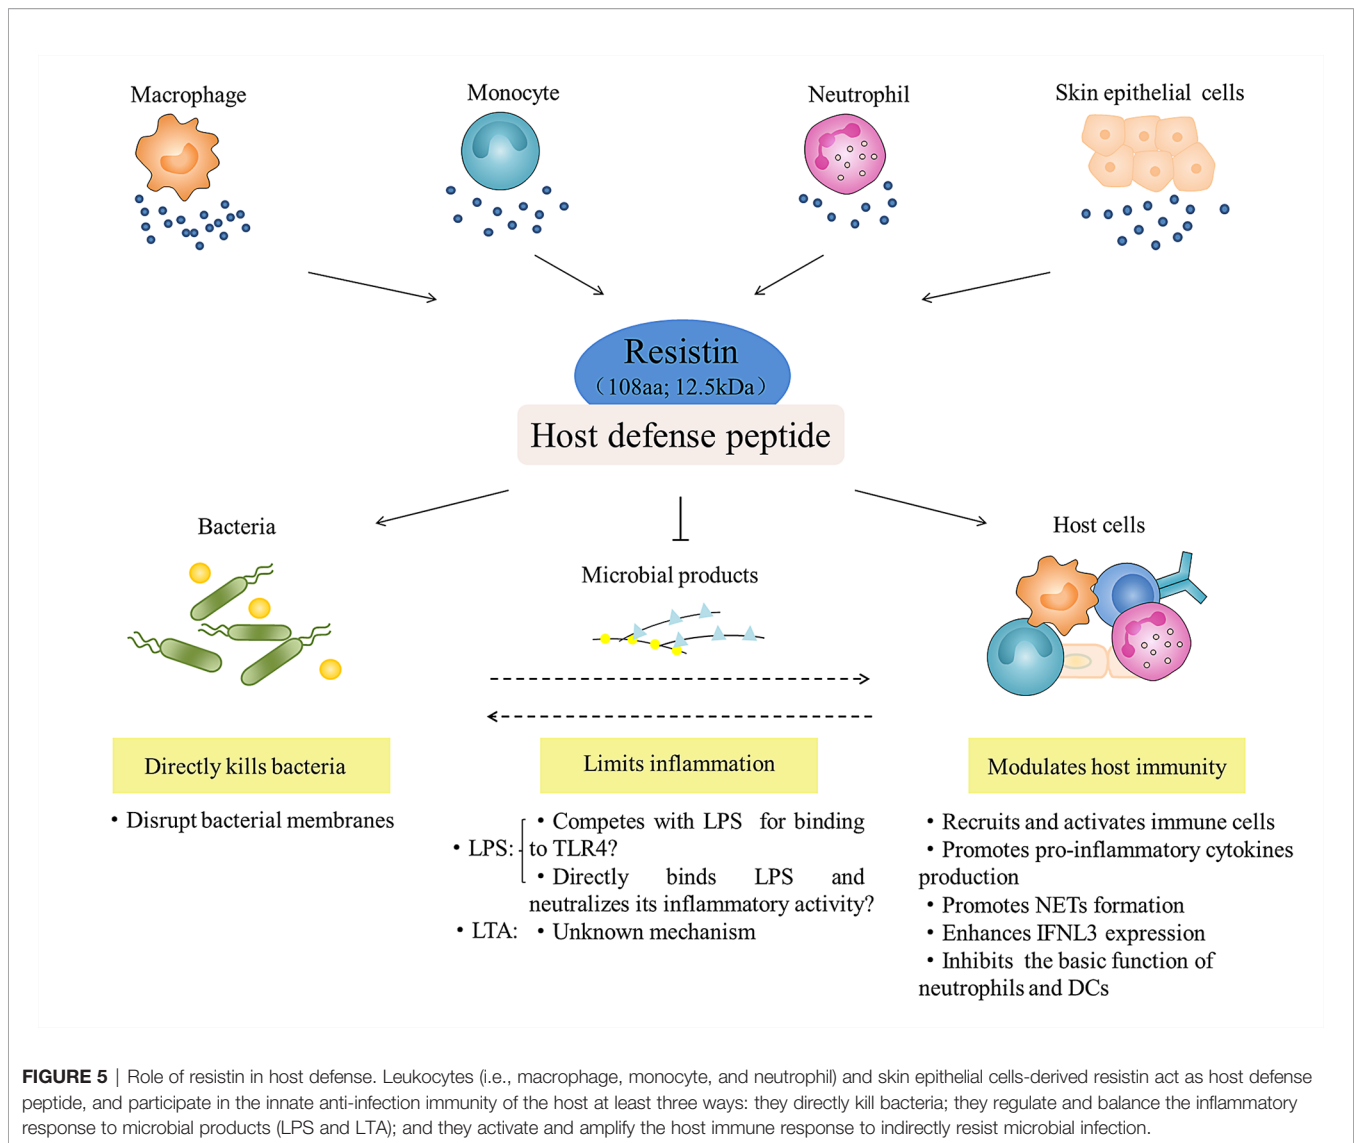 Macrophage
Monocyte
Neutrophil
Skin epithelial cells
Resistin
(108aa; 12.5kDa)
Host defense peptide
Bacteria
Microbial products
Host cells
Directly kills bacteria
• Disrupt bacterial membranes
Limits inflammation
• LPS:
• Competes with LPS for binding
to TLR4?
• Directly binds LPS and
neutralizes its inflammatory activity?
• LTA: • Unknown mechanism
Modulates host immunity
• Recruits and activates immune cells
• Promotes pro-inflammatory cytokines
production
• Promotes NETs formation
• Enhances IFNL3 expression
• Inhibits the basic function of
neutrophils and DCs
FIGURE 5 | Role of resistin in host defense. Leukocytes (i.e., macrophage, monocyte, and neutrophil) and skin epithelial cells-derived resistin act as host defense
peptide, and participate in the innate anti-infection immunity of the host at least three ways: they directly kill bacteria; they regulate and balance the inflammatory
response to microbial products (LPS and LTA); and they activate and amplify the host immune response to indirectly resist microbial infection.